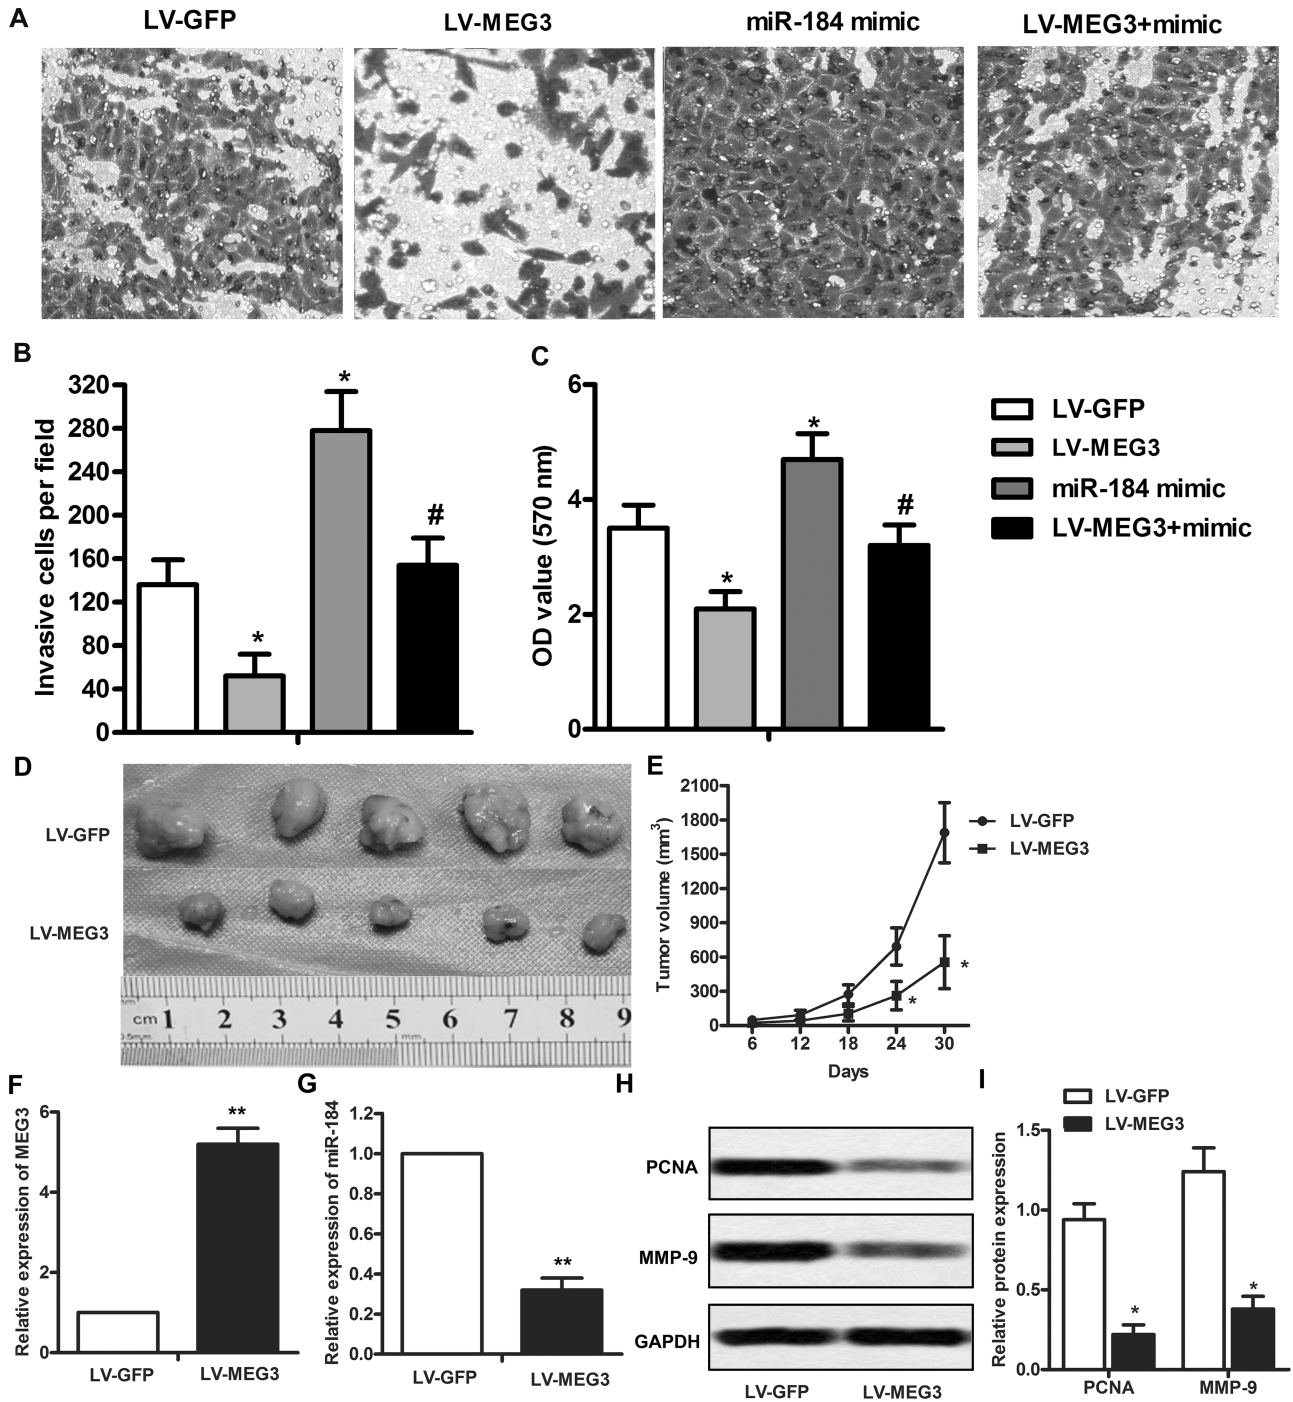 A
LV-GFP
LV-MEG3
miR-184 mimic
LV-MEG3+mimic
B
Invasive cells per field
320
280
240
200
160
120
80
40
0
*
*
#
C
OD value (570 nm)
6
4
2
0
*
*
#
LV-GFP
LV-MEG3
miR-184 mimic
LV-MEG3+mimic
D
LV-GFP
LV-MEG3
cm 1 2 3 4 5 6 7 8 9
0.5mm
mm
E
Tumor volume (mm³)
2100
1800
1500
1200
900
600
300
0
6 12 18 24 30
Days
LV-GFP
LV-MEG3
*
*
F
Relative expression of MEG3
6
4
2
0
**
LV-GFP
LV-MEG3
G
Relative expression of miR-184
1.2
1.0
0.8
0.6
0.4
0.2
0.0
**
LV-GFP
LV-MEG3
H
PCNA
MMP-9
GAPDH
LV-GFP
LV-MEG3
I
LV-GFP
LV-MEG3
Relative protein expression
1.5
1.0
0.5
0.0
*
*
PCNA
MMP-9